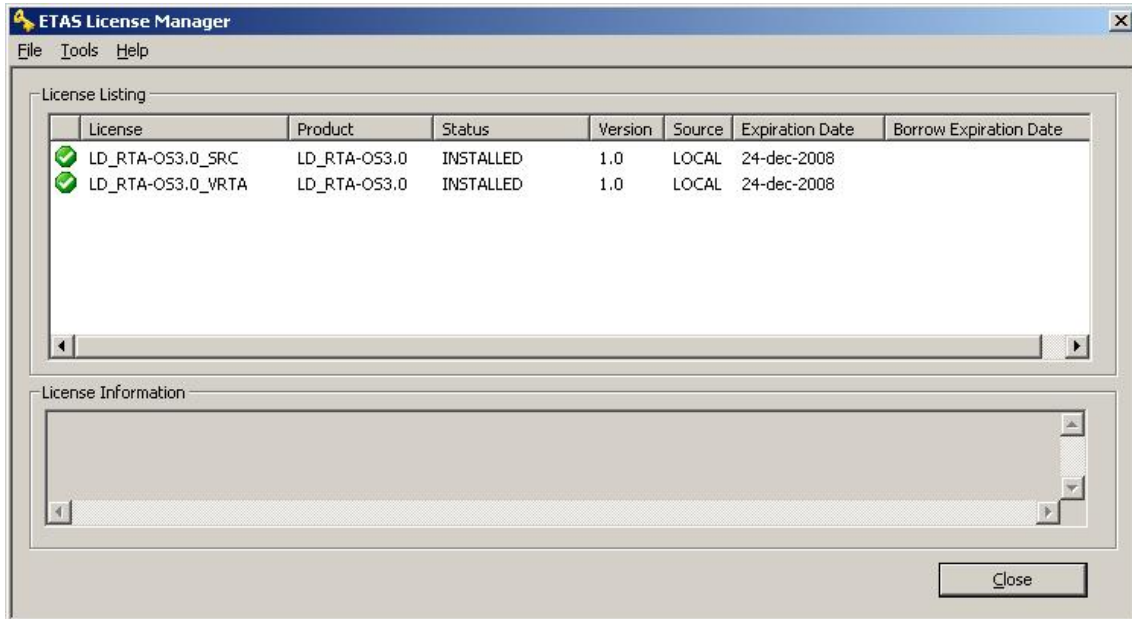 ETAS License Manager
File Tools Help
License Listing
License Product Status Version Source Expiration Date Borrow Expiration Date
LD_RTA-OS3.0_SRC LD_RTA-OS3.0 INSTALLED 1.0 LOCAL 24-dec-2008
LD_RTA-OS3.0_VRTA LD_RTA-OS3.0 INSTALLED 1.0 LOCAL 24-dec-2008
License Information
Close